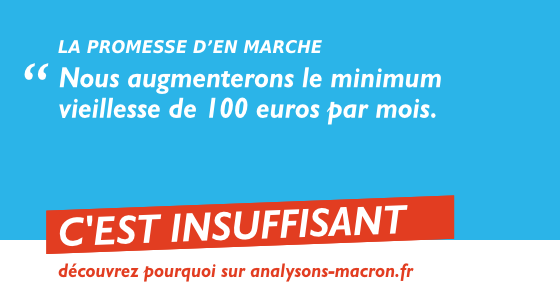 LA PROMESSE D’EN MARCHE
“ Nous augmenterons le minimum
vieillesse de 100 euros par mois.
C'EST INSUFFISANT
découvrez pourquoi sur analysons-macron.fr